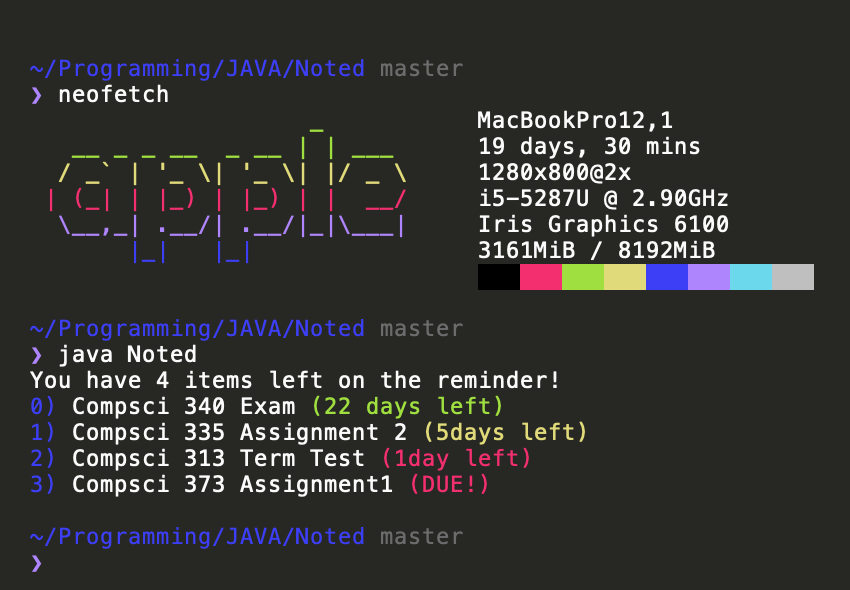 ~/Programming/JAVA/Noted master
❯ neofetch
apple
MacBookPro12,1
19 days, 30 mins
1280x800@2x
i5-5287U @ 2.90GHz
Iris Graphics 6100
3161MiB / 8192MiB
~/Programming/JAVA/Noted master
❯ java Noted
You have 4 items left on the reminder!
0) Compsci 340 Exam (22 days left)
1) Compsci 335 Assignment 2 (5days left)
2) Compsci 313 Term Test (1day left)
3) Compsci 373 Assignment1 (DUE!)
~/Programming/JAVA/Noted master
❯